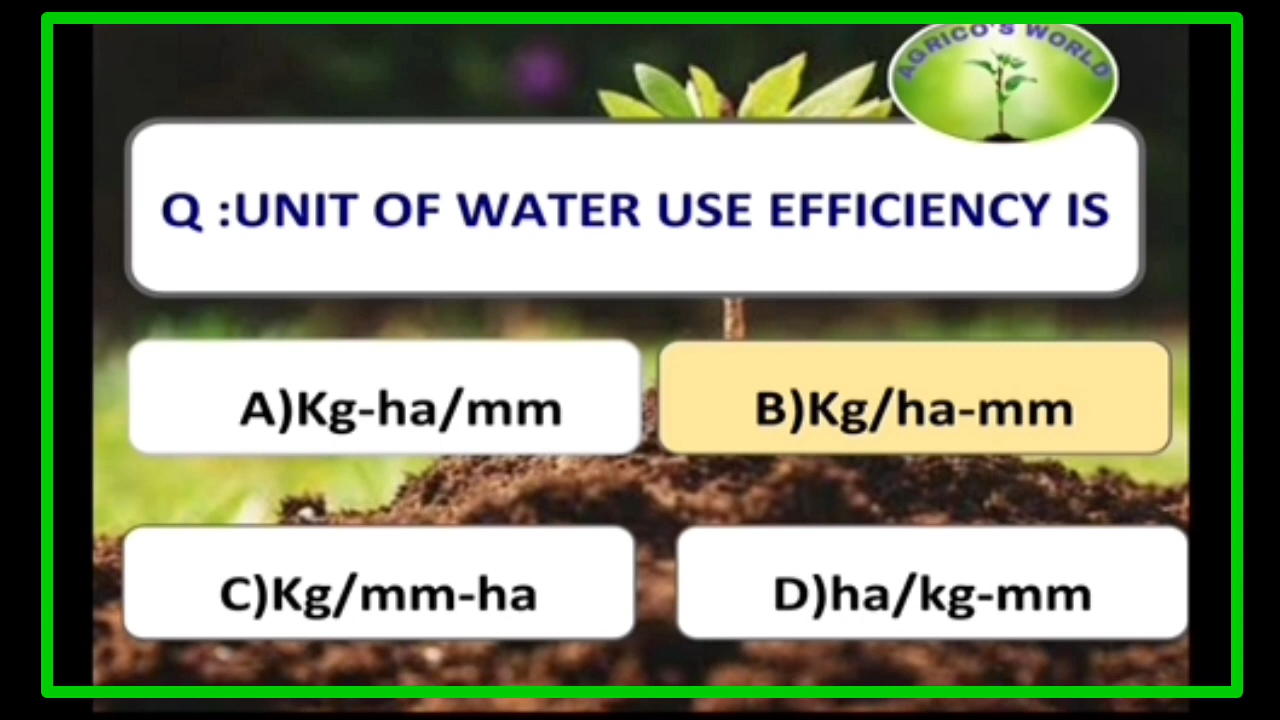 AGRICO'S WORLD
Q :UNIT OF WATER USE EFFICIENCY IS
A)Kg-ha/mm
B)Kg/ha-mm
C)Kg/mm-ha
D)ha/kg-mm